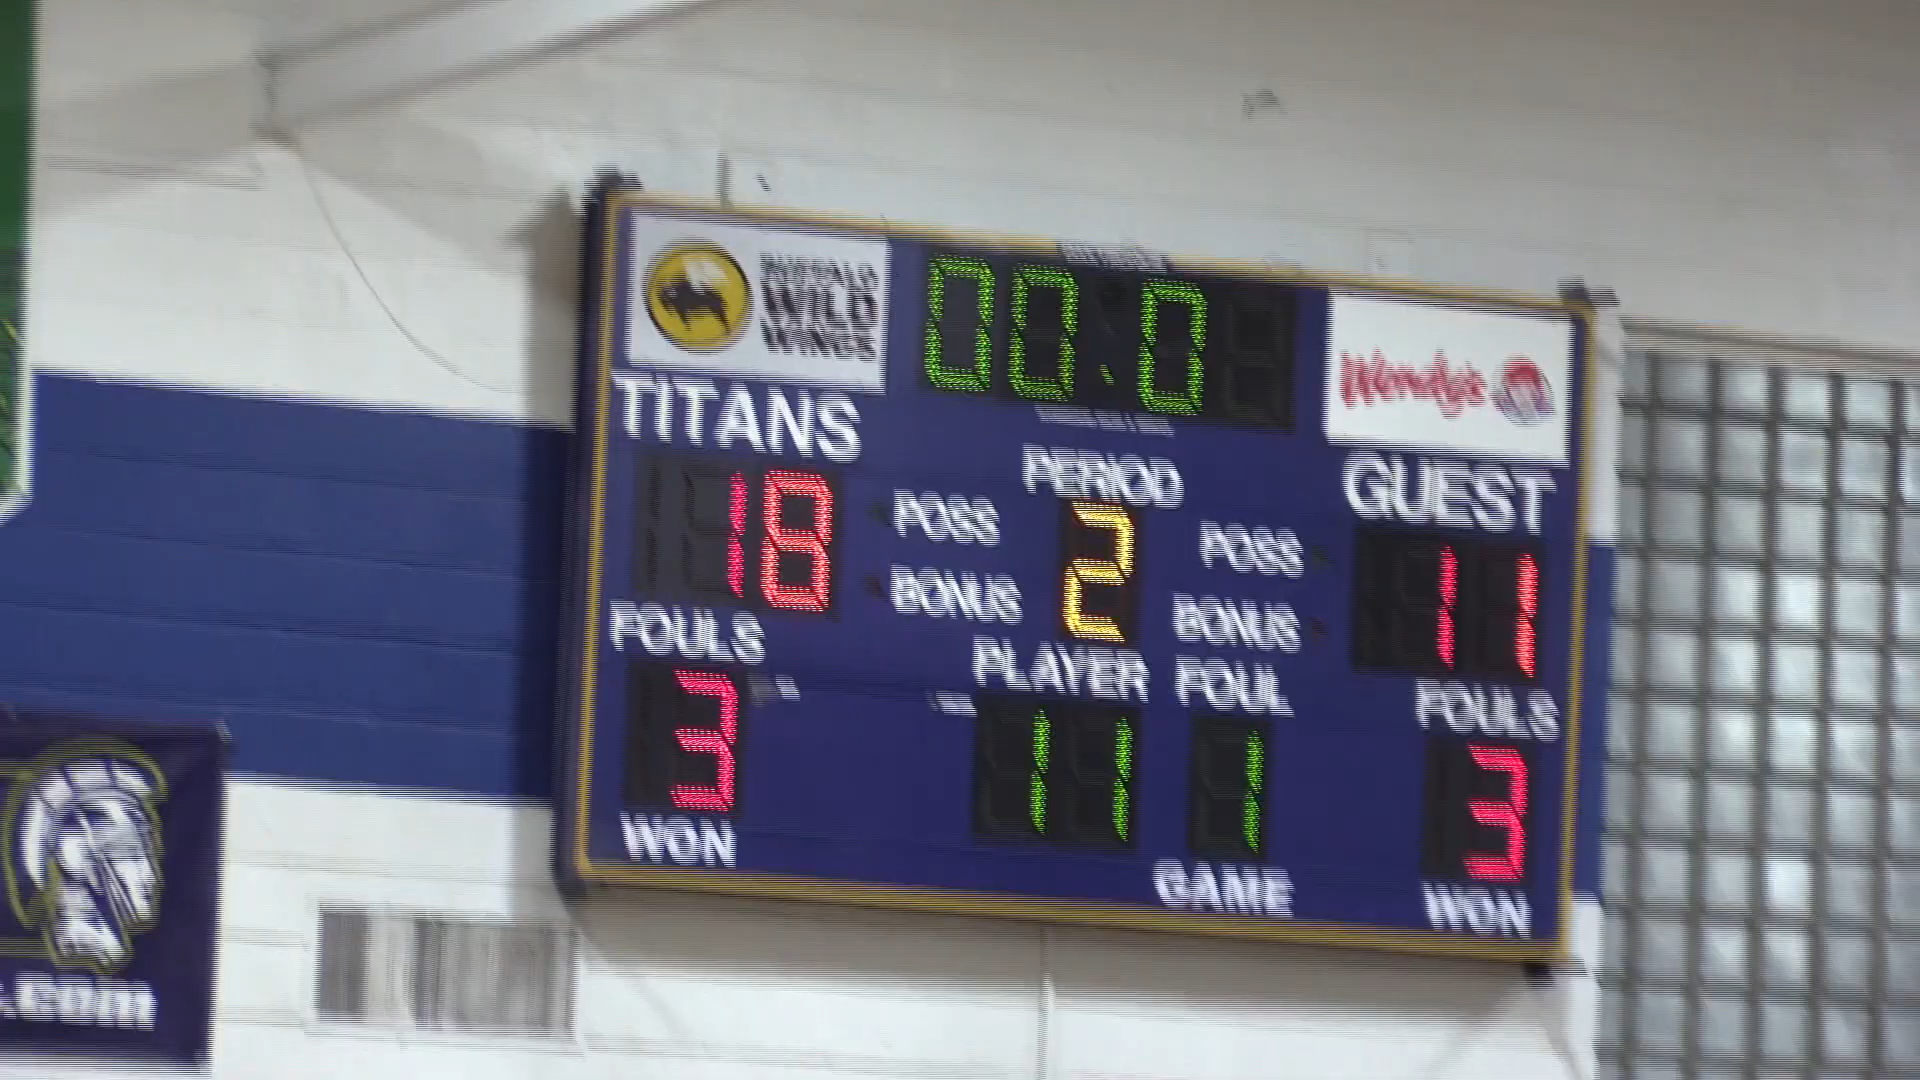 BUFFALO
WILD
WINGS
00.0
Wendy's
TITANS
PERIOD
GUEST
18
POSS
2
POSS
11
BONUS
BONUS
FOULS
PLAYER
FOUL
FOULS
3
11
1
3
WON
GAME
WON
.com